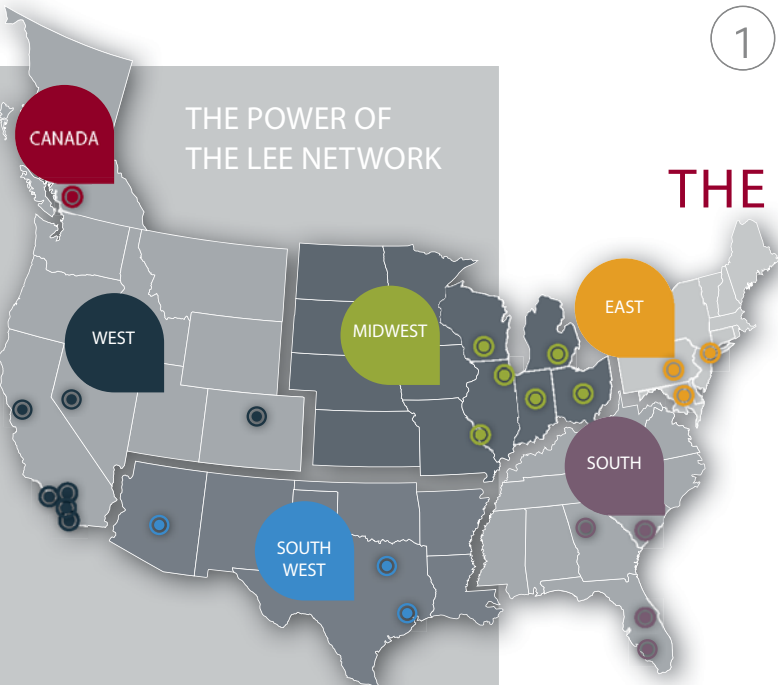 1
THE POWER OF
THE LEE NETWORK
CANADA
THE
EAST
MIDWEST
WEST
SOUTH
SOUTH
WEST